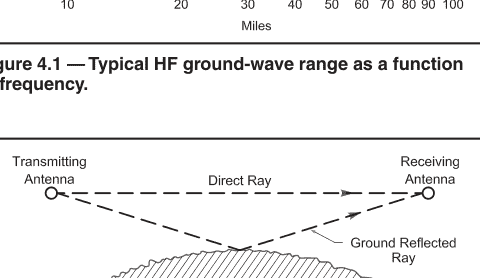 10 20 30 40 50 60 70 80 90 100
Miles
gure 4.1 — Typical HF ground-wave range as a function
frequency.
Transmitting
Antenna
Direct Ray
Receiving
Antenna
Ground Reflected
Ray